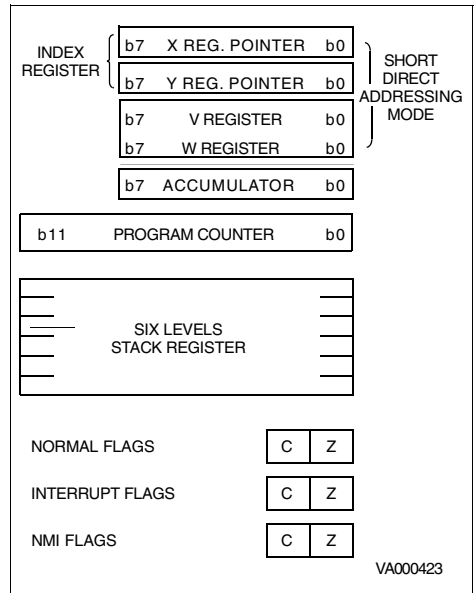 INDEX
REGISTER
b7 X REG. POINTER b0
b7 Y REG. POINTER b0
b7 V REGISTER b0
b7 W REGISTER b0
SHORT
DIRECT
ADDRESSING
MODE
b7 ACCUMULATOR b0
b11 PROGRAM COUNTER b0
SIX LEVELS
STACK REGISTER
NORMAL FLAGS C Z
INTERRUPT FLAGS C Z
NMI FLAGS C Z
VA000423